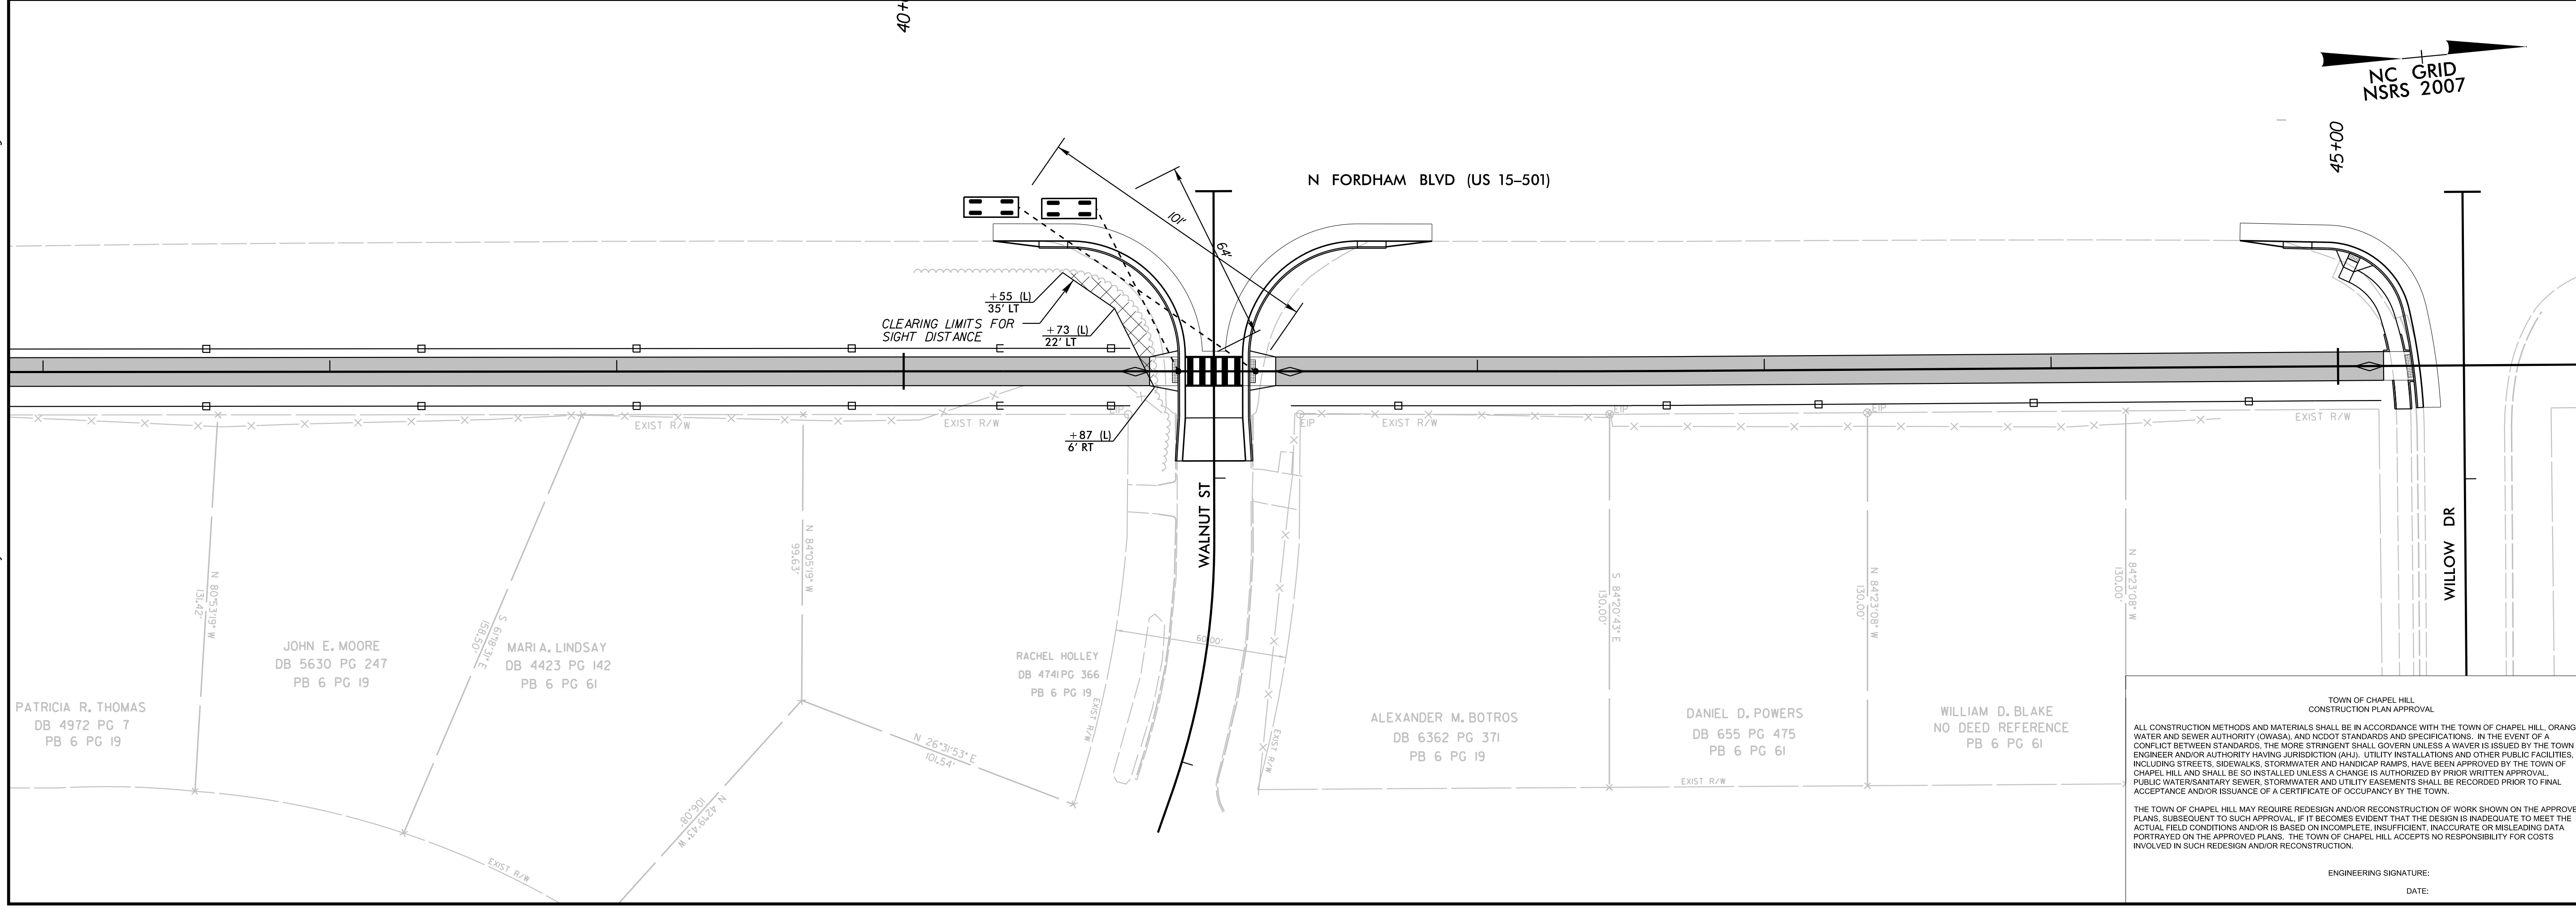 40+
NC GRID
NSRS 2007
45+00
N FORDHAM BLVD (US 15–501)
101'
64'
+55 (L)
35' LT
CLEARING LIMITS FOR
SIGHT DISTANCE
+73 (L)
22' LT
+87 (L)
6' RT
EXIST R/W
EXIST R/W
EIP
EIP
EXIST R/W
EIP
EIP
EXIST R/W
WALNUT ST
WILLOW DR
N 80°53'19" W
131.42'
S 61°18'31" E
158.50'
N 84°05'19" W
99.63'
S 84°20'43" E
130.00'
N 84°23'08" W
130.00'
N 84°23'08" W
130.00'
60.00'
JOHN E. MOORE
DB 5630 PG 247
PB 6 PG 19
MARI A. LINDSAY
DB 4423 PG 142
PB 6 PG 61
RACHEL HOLLEY
DB 4741 PG 366
PB 6 PG 19
PATRICIA R. THOMAS
DB 4972 PG 7
PB 6 PG 19
ALEXANDER M. BOTROS
DB 6362 PG 371
PB 6 PG 19
DANIEL D. POWERS
DB 655 PG 475
PB 6 PG 61
WILLIAM D. BLAKE
NO DEED REFERENCE
PB 6 PG 61
EXIST R/W
EXIST R/W
N 26°31'53" E
101.54'
N 42°19'43" W
106.08'
EXIST R/W
EXIST R/W
TOWN OF CHAPEL HILL
CONSTRUCTION PLAN APPROVAL
ALL CONSTRUCTION METHODS AND MATERIALS SHALL BE IN ACCORDANCE WITH THE TOWN OF CHAPEL HILL, ORANG
WATER AND SEWER AUTHORITY (OWASA), AND NCDOT STANDARDS AND SPECIFICATIONS. IN THE EVENT OF A
CONFLICT BETWEEN STANDARDS, THE MORE STRINGENT SHALL GOVERN UNLESS A WAVER IS ISSUED BY THE TOWN
ENGINEER AND/OR AUTHORITY HAVING JURISDICTION (AHJ). UTILITY INSTALLATIONS AND OTHER PUBLIC FACILITIES,
INCLUDING STREETS, SIDEWALKS, STORMWATER AND HANDICAP RAMPS, HAVE BEEN APPROVED BY THE TOWN OF
CHAPEL HILL AND SHALL BE SO INSTALLED UNLESS A CHANGE IS AUTHORIZED BY PRIOR WRITTEN APPROVAL.
PUBLIC WATER/SANITARY SEWER, STORMWATER AND UTILITY EASEMENTS SHALL BE RECORDED PRIOR TO FINAL
ACCEPTANCE AND/OR ISSUANCE OF A CERTIFICATE OF OCCUPANCY BY THE TOWN.
THE TOWN OF CHAPEL HILL MAY REQUIRE REDESIGN AND/OR RECONSTRUCTION OF WORK SHOWN ON THE APPROVE
PLANS, SUBSEQUENT TO SUCH APPROVAL, IF IT BECOMES EVIDENT THAT THE DESIGN IS INADEQUATE TO MEET THE
ACTUAL FIELD CONDITIONS AND/OR IS BASED ON INCOMPLETE, INSUFFICIENT, INACCURATE OR MISLEADING DATA
PORTRAYED ON THE APPROVED PLANS. THE TOWN OF CHAPEL HILL ACCEPTS NO RESPONSIBILITY FOR COSTS
INVOLVED IN SUCH REDESIGN AND/OR RECONSTRUCTION.
ENGINEERING SIGNATURE:
DATE: